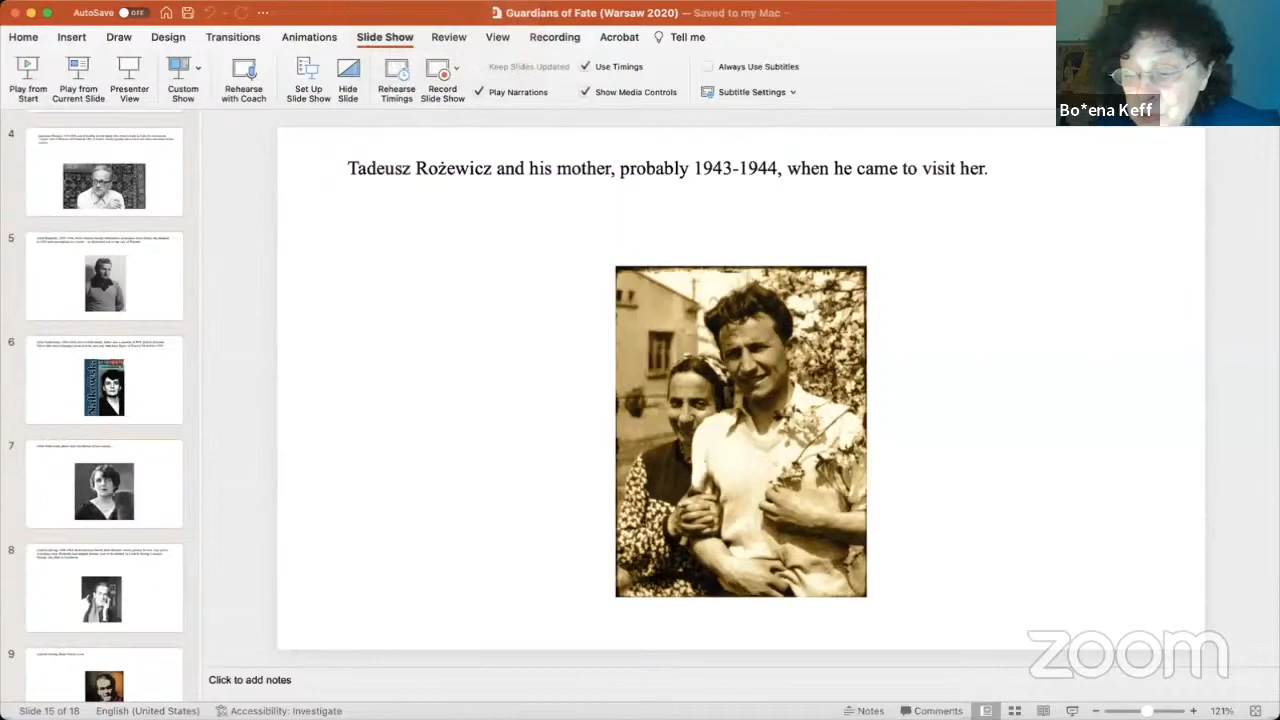 AutoSave OFF
Guardians of Fate (Warsaw 2020) — Saved to my Mac
Home Insert Draw Design Transitions Animations Slide Show Review View Recording Acrobat Tell me
Play from Start
Play from Current Slide
Presenter View
Custom Show
Rehearse with Coach
Set Up Slide Show
Hide Slide
Rehearse Timings
Record Slide Show
Keep Slides Updated
Use Timings
Play Narrations
Show Media Controls
Always Use Subtitles
Subtitle Settings
Bo*ena Keff
4
5
6
7
8
9
Tadeusz Rożewicz and his mother, probably 1943-1944, when he came to visit her.
zoom
Click to add notes
Slide 15 of 18 English (United States) Accessibility: Investigate
Notes Comments 121%